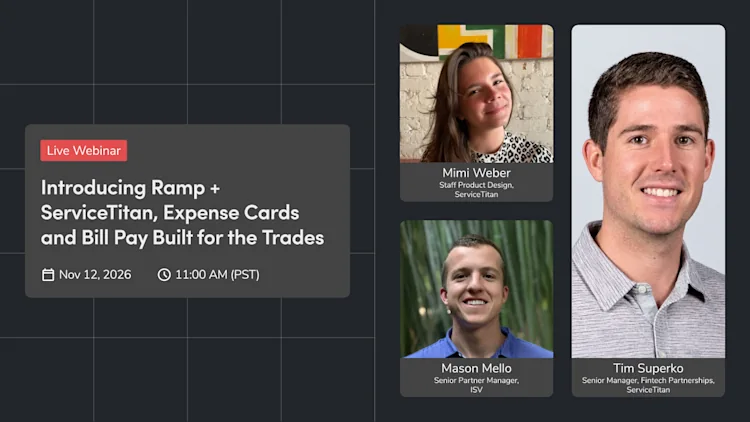 Live Webinar
Introducing Ramp +
ServiceTitan, Expense Cards
and Bill Pay Built for the Trades
Nov 12, 2026
11:00 AM (PST)
Mimi Weber
Staff Product Design,
ServiceTitan
Mason Mello
Senior Partner Manager,
ISV
Tim Superko
Senior Manager, Fintech Partnerships,
ServiceTitan